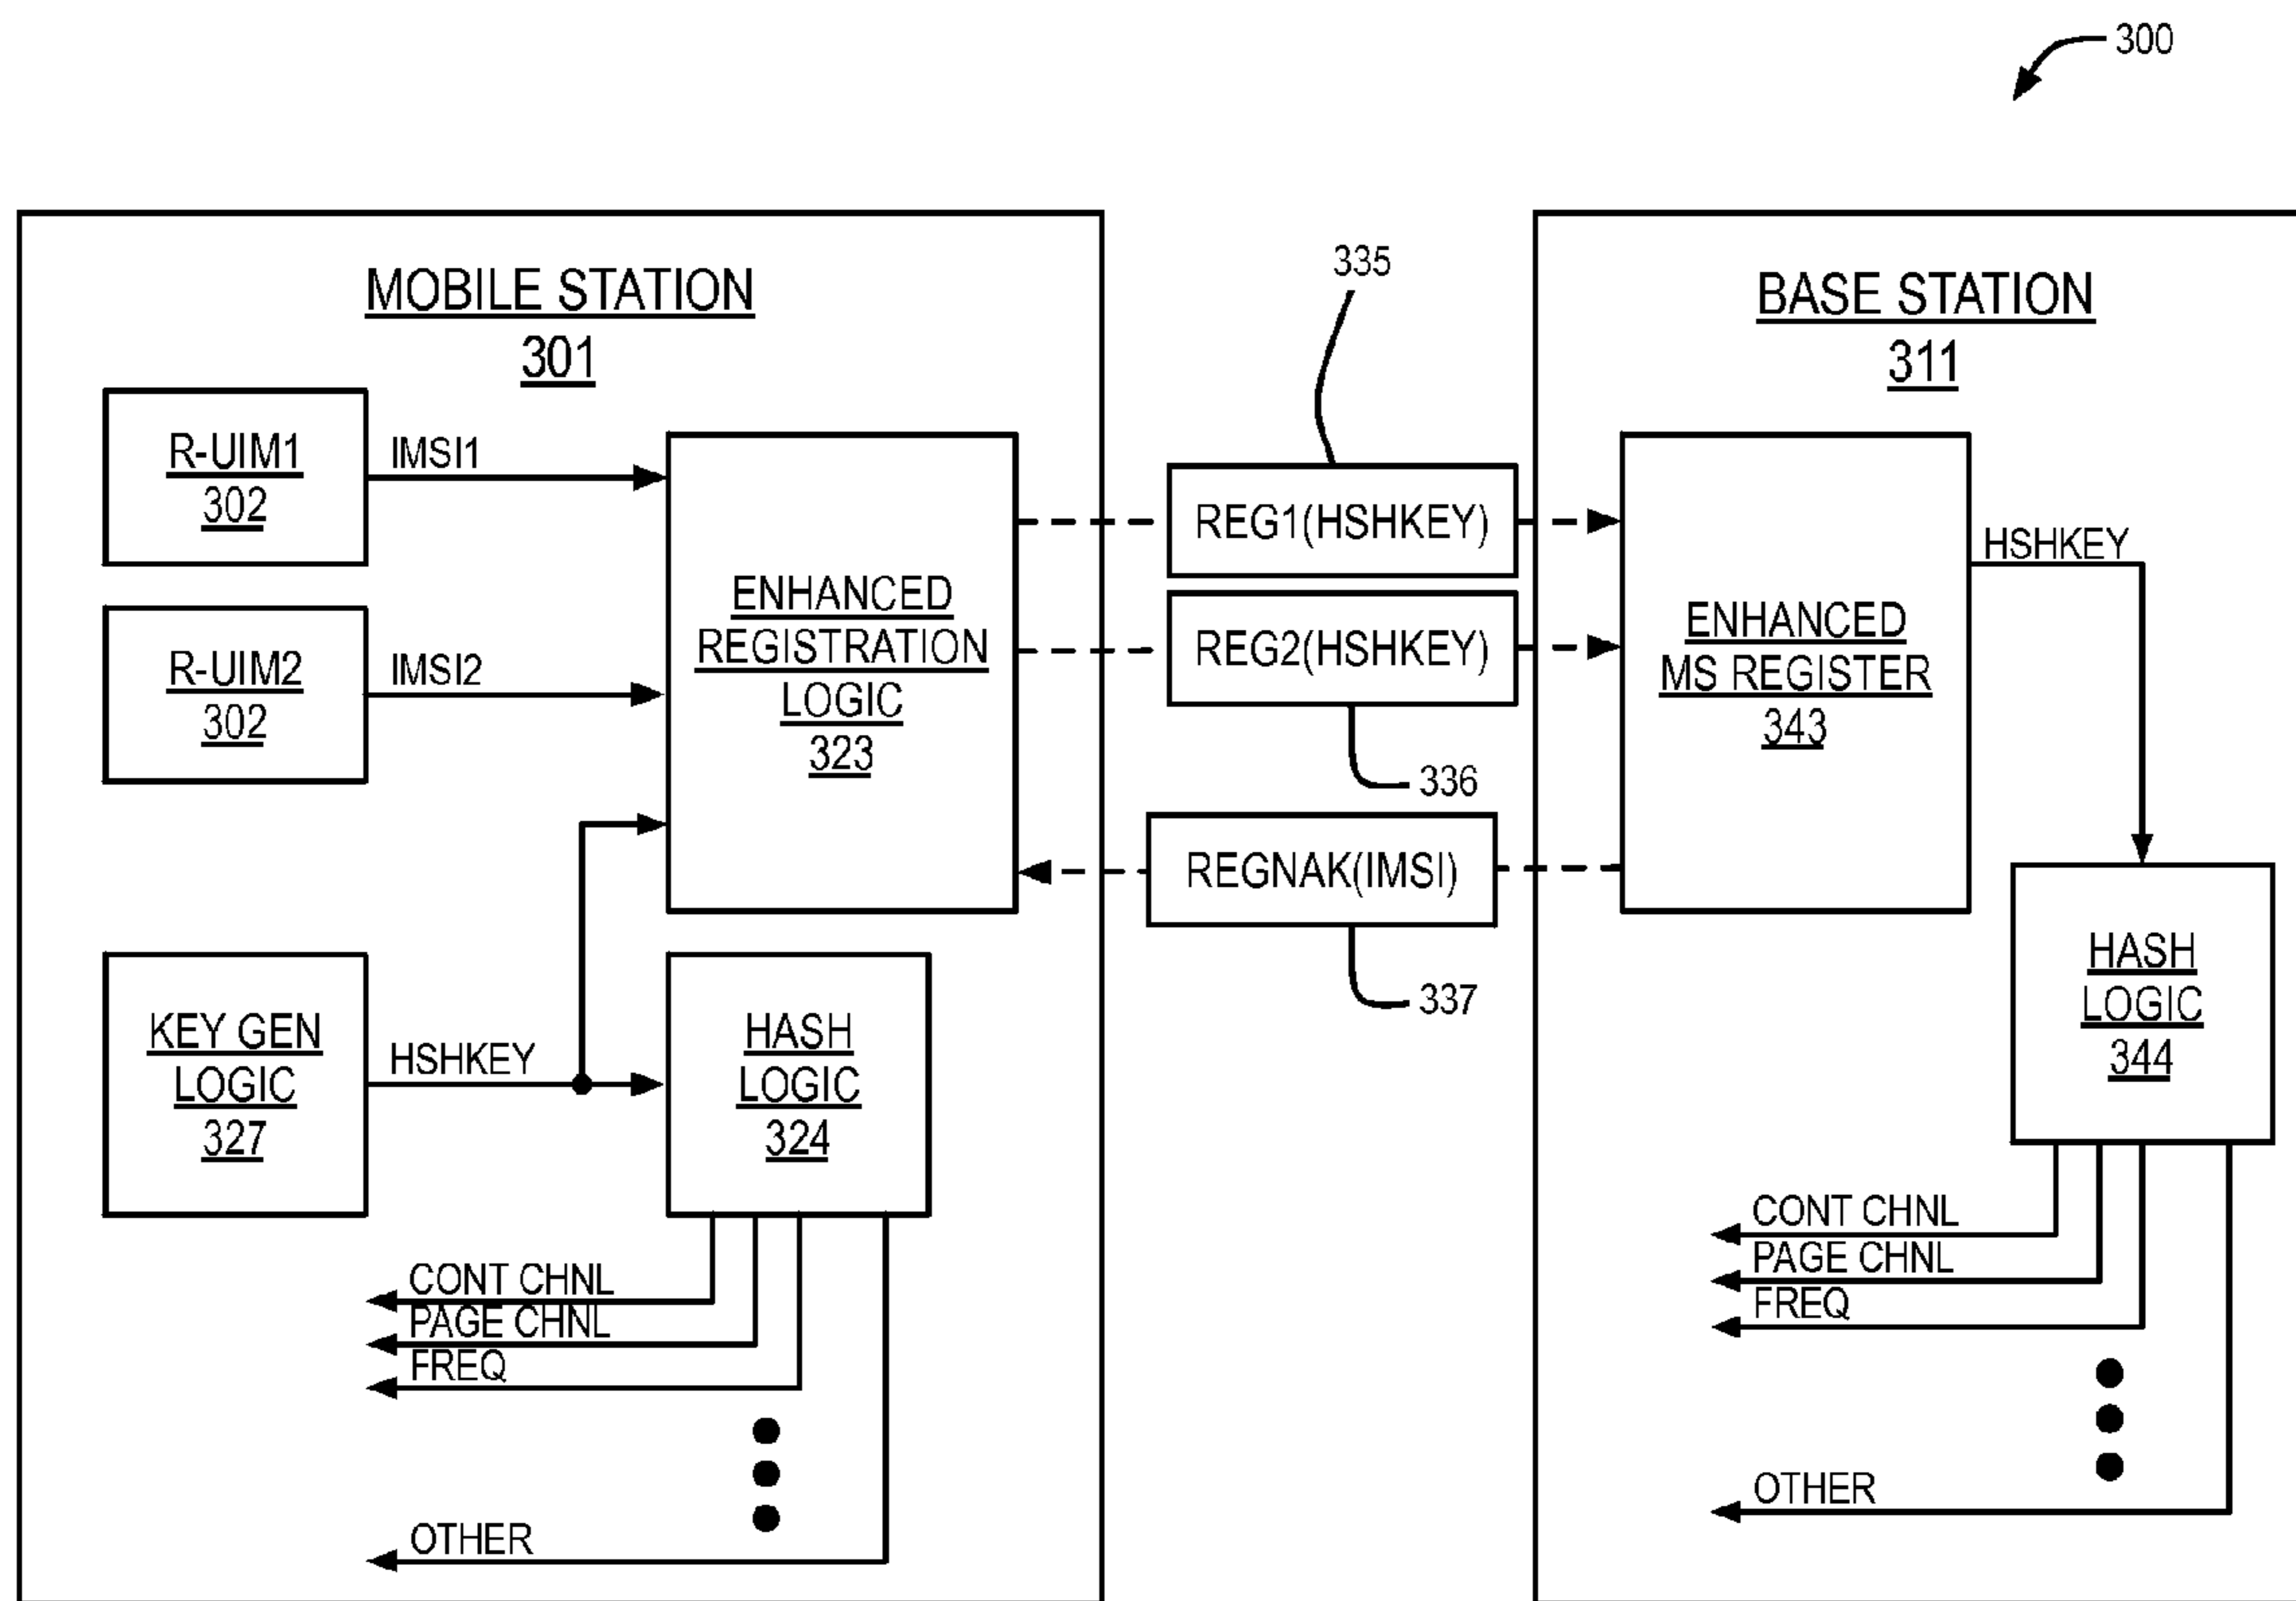 300
MOBILE STATION
301
R-UIM1
302
IMSI1
R-UIM2
302
IMSI2
ENHANCED
REGISTRATION
LOGIC
323
KEY GEN
LOGIC
327
HSHKEY
HASH
LOGIC
324
CONT CHNL
PAGE CHNL
FREQ
OTHER
335
REG1(HSHKEY)
REG2(HSHKEY)
336
REGNAK(IMSI)
337
BASE STATION
311
ENHANCED
MS REGISTER
343
HSHKEY
HASH
LOGIC
344
CONT CHNL
PAGE CHNL
FREQ
OTHER